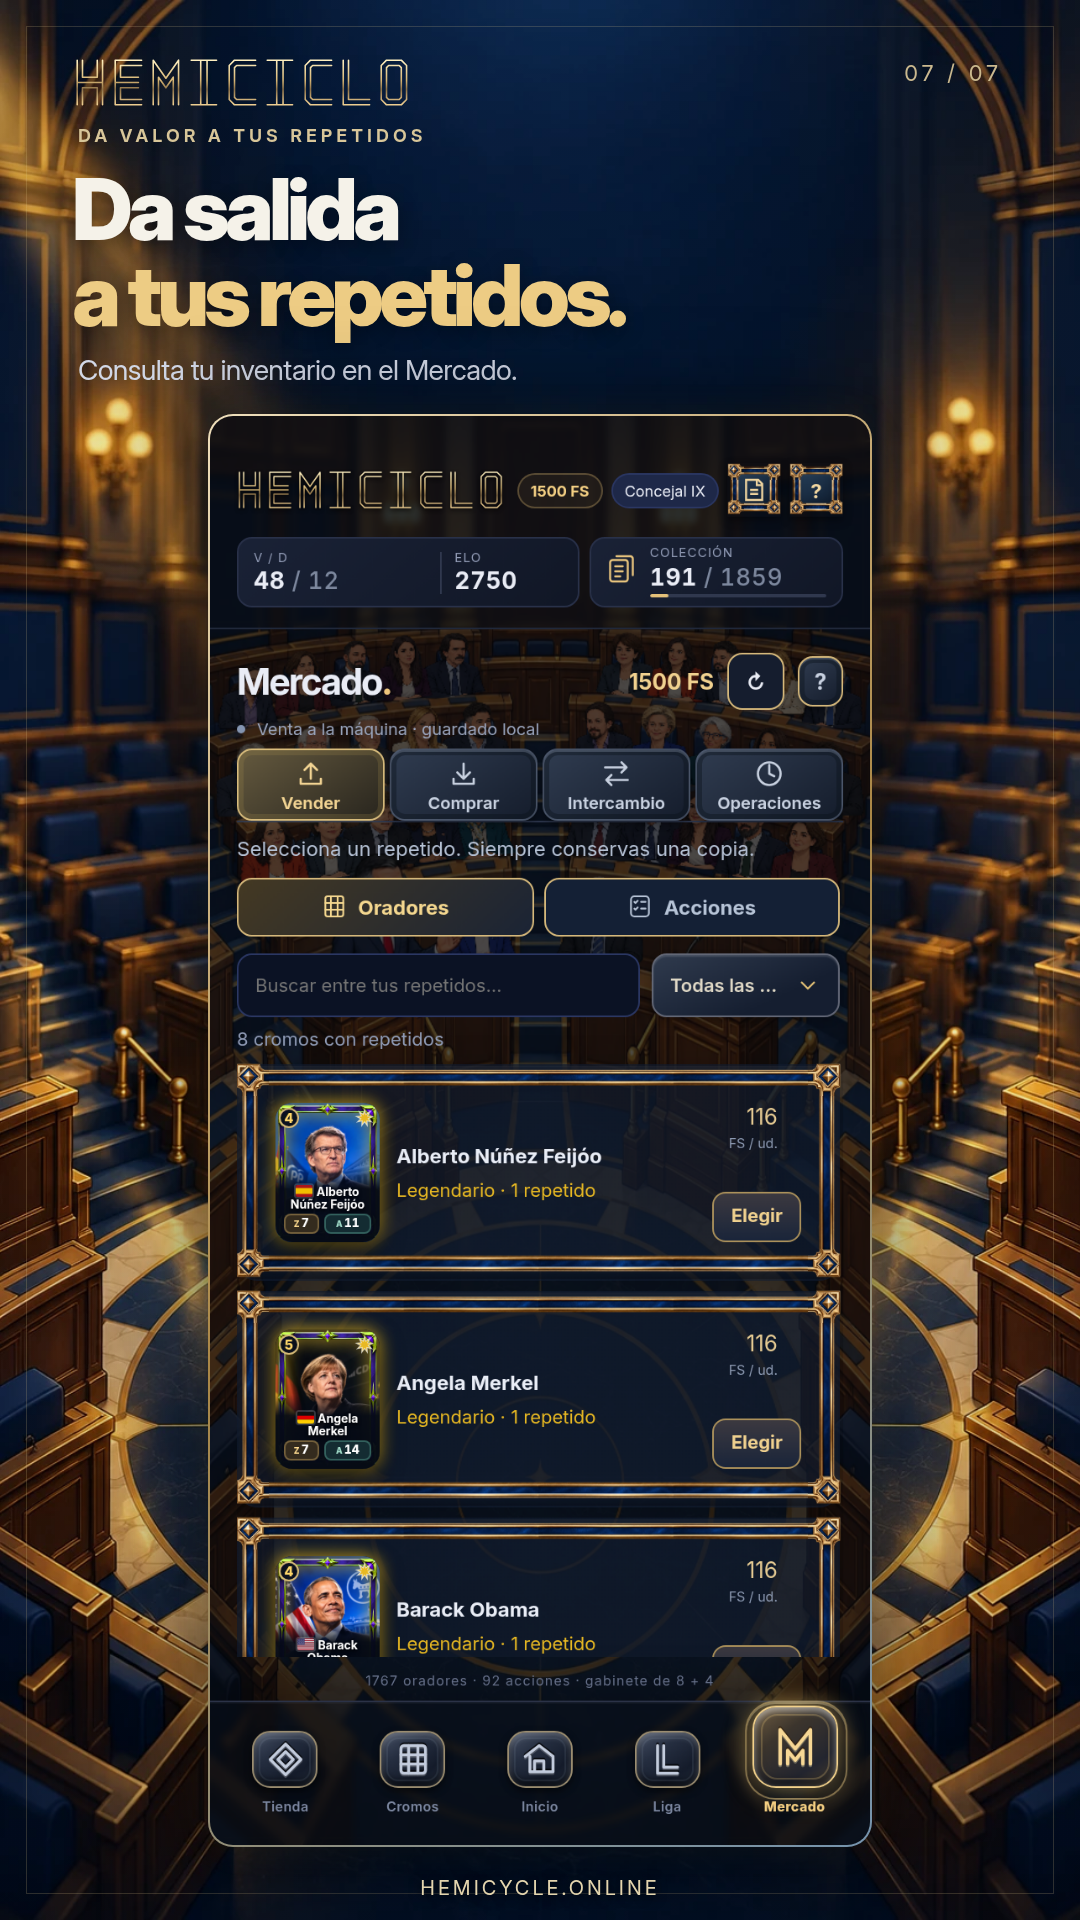 HEMICICLO
07 / 07
DA VALOR A TUS REPETIDOS
Da salida
a tus repetidos.
Consulta tu inventario en el Mercado.
HEMICICLO
1500 FS
Concejal IX
?
V / D
48 / 12
ELO
2750
COLECCIÓN
191 / 1859
Mercado.
1500 FS
?
Venta a la máquina · guardado local
Vender
Comprar
Intercambio
Operaciones
Selecciona un repetido. Siempre conservas una copia.
Oradores
Acciones
Buscar entre tus repetidos...
Todas las ...
8 cromos con repetidos
4
Alberto
Núñez Feijóo
Z 7
A 11
Alberto Núñez Feijóo
Legendario · 1 repetido
116
FS / ud.
Elegir
5
Angela
Merkel
Z 7
A 14
Angela Merkel
Legendario · 1 repetido
116
FS / ud.
Elegir
4
Barack
Obama
Barack Obama
Legendario · 1 repetido
116
FS / ud.
1767 oradores · 92 acciones · gabinete de 8 + 4
Tienda
Cromos
Inicio
Liga
Mercado
HEMICYCLE.ONLINE